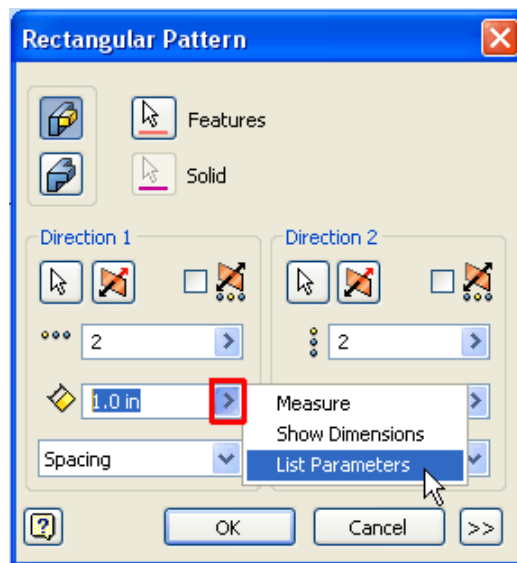 Rectangular Pattern
Features
Solid
Direction 1
Direction 2
2
2
1.0 in
Measure
Show Dimensions
List Parameters
Spacing
?
OK
Cancel
>>